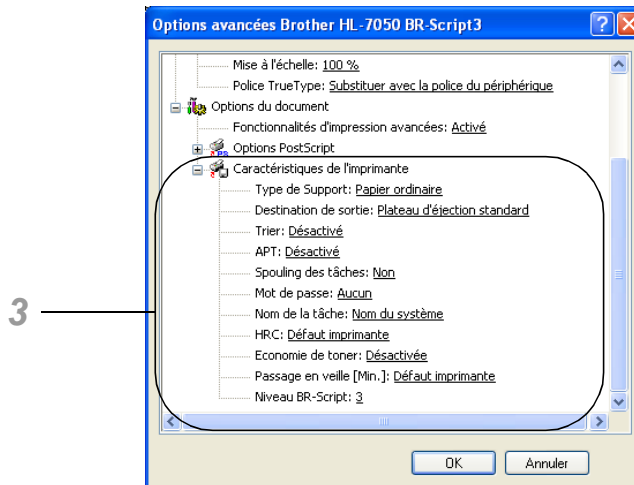 Options avancées Brother HL-7050 BR-Script3
Mise à l'échelle: 100 %
Police TrueType: Substituer avec la police du périphérique
Options du document
Fonctionnalités d'impression avancées: Activé
Options PostScript
Caractéristiques de l'imprimante
Type de Support: Papier ordinaire
Destination de sortie: Plateau d'éjection standard
Trier: Désactivé
APT: Désactivé
Spouling des tâches: Non
Mot de passe: Aucun
3
Nom de la tâche: Nom du système
HRC: Défaut imprimante
Economie de toner: Désactivée
Passage en veille [Min.]: Défaut imprimante
Niveau BR-Script: 3
OK
Annuler